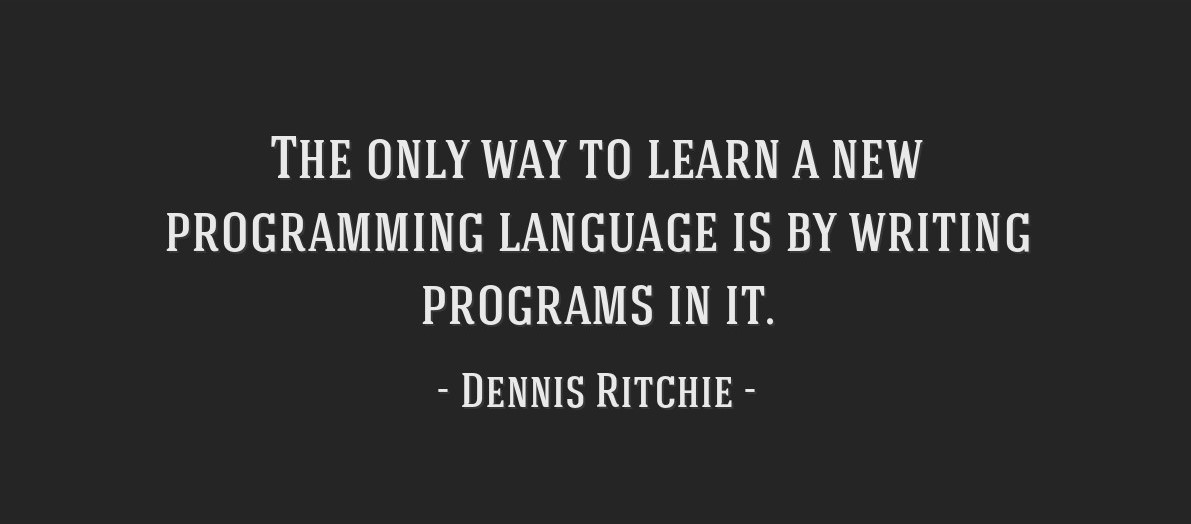 The only way to learn a new
programming language is by writing
programs in it.
- Dennis Ritchie -